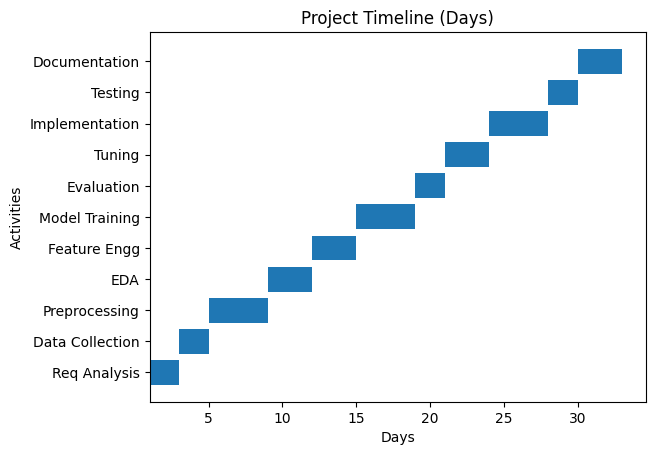 Project Timeline (Days)
Documentation
Testing
Implementation
Tuning
Evaluation
Model Training
Feature Engg
EDA
Preprocessing
Data Collection
Req Analysis
Activities
5 10 15 20 25 30
Days